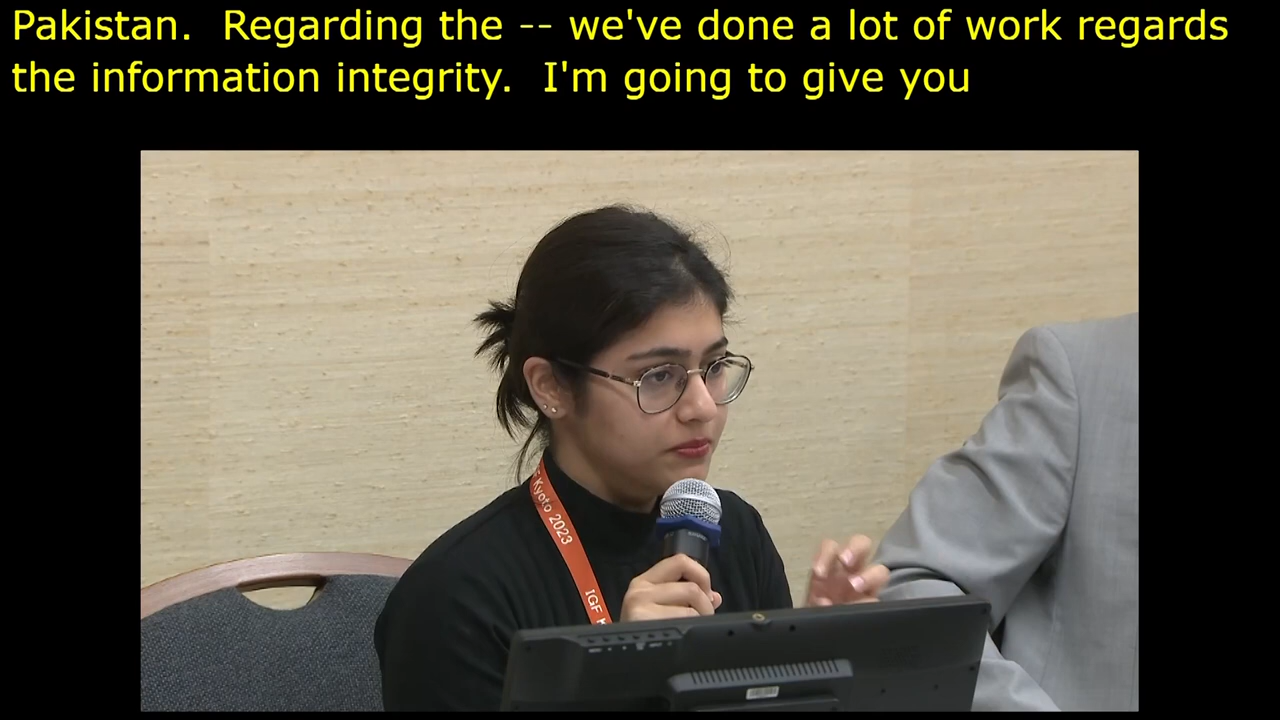 Pakistan.  Regarding the -- we've done a lot of work regards
the information integrity.  I'm going to give you
Kyoto 2023
IGF